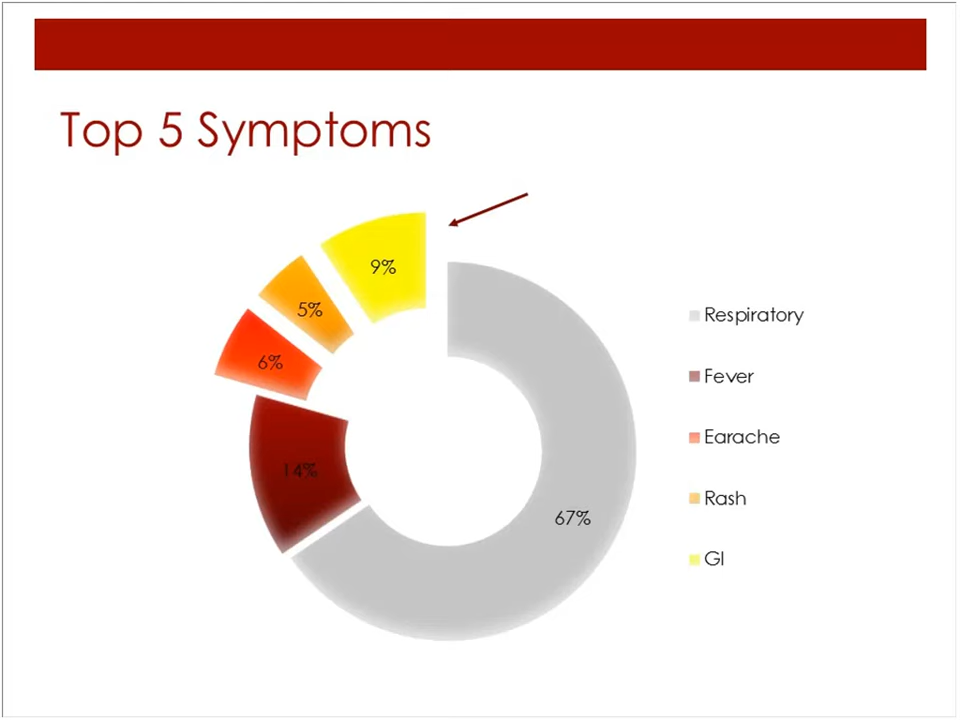 Top 5 Symptoms
9%
5%
6%
14%
67%
Respiratory
Fever
Earache
Rash
GI